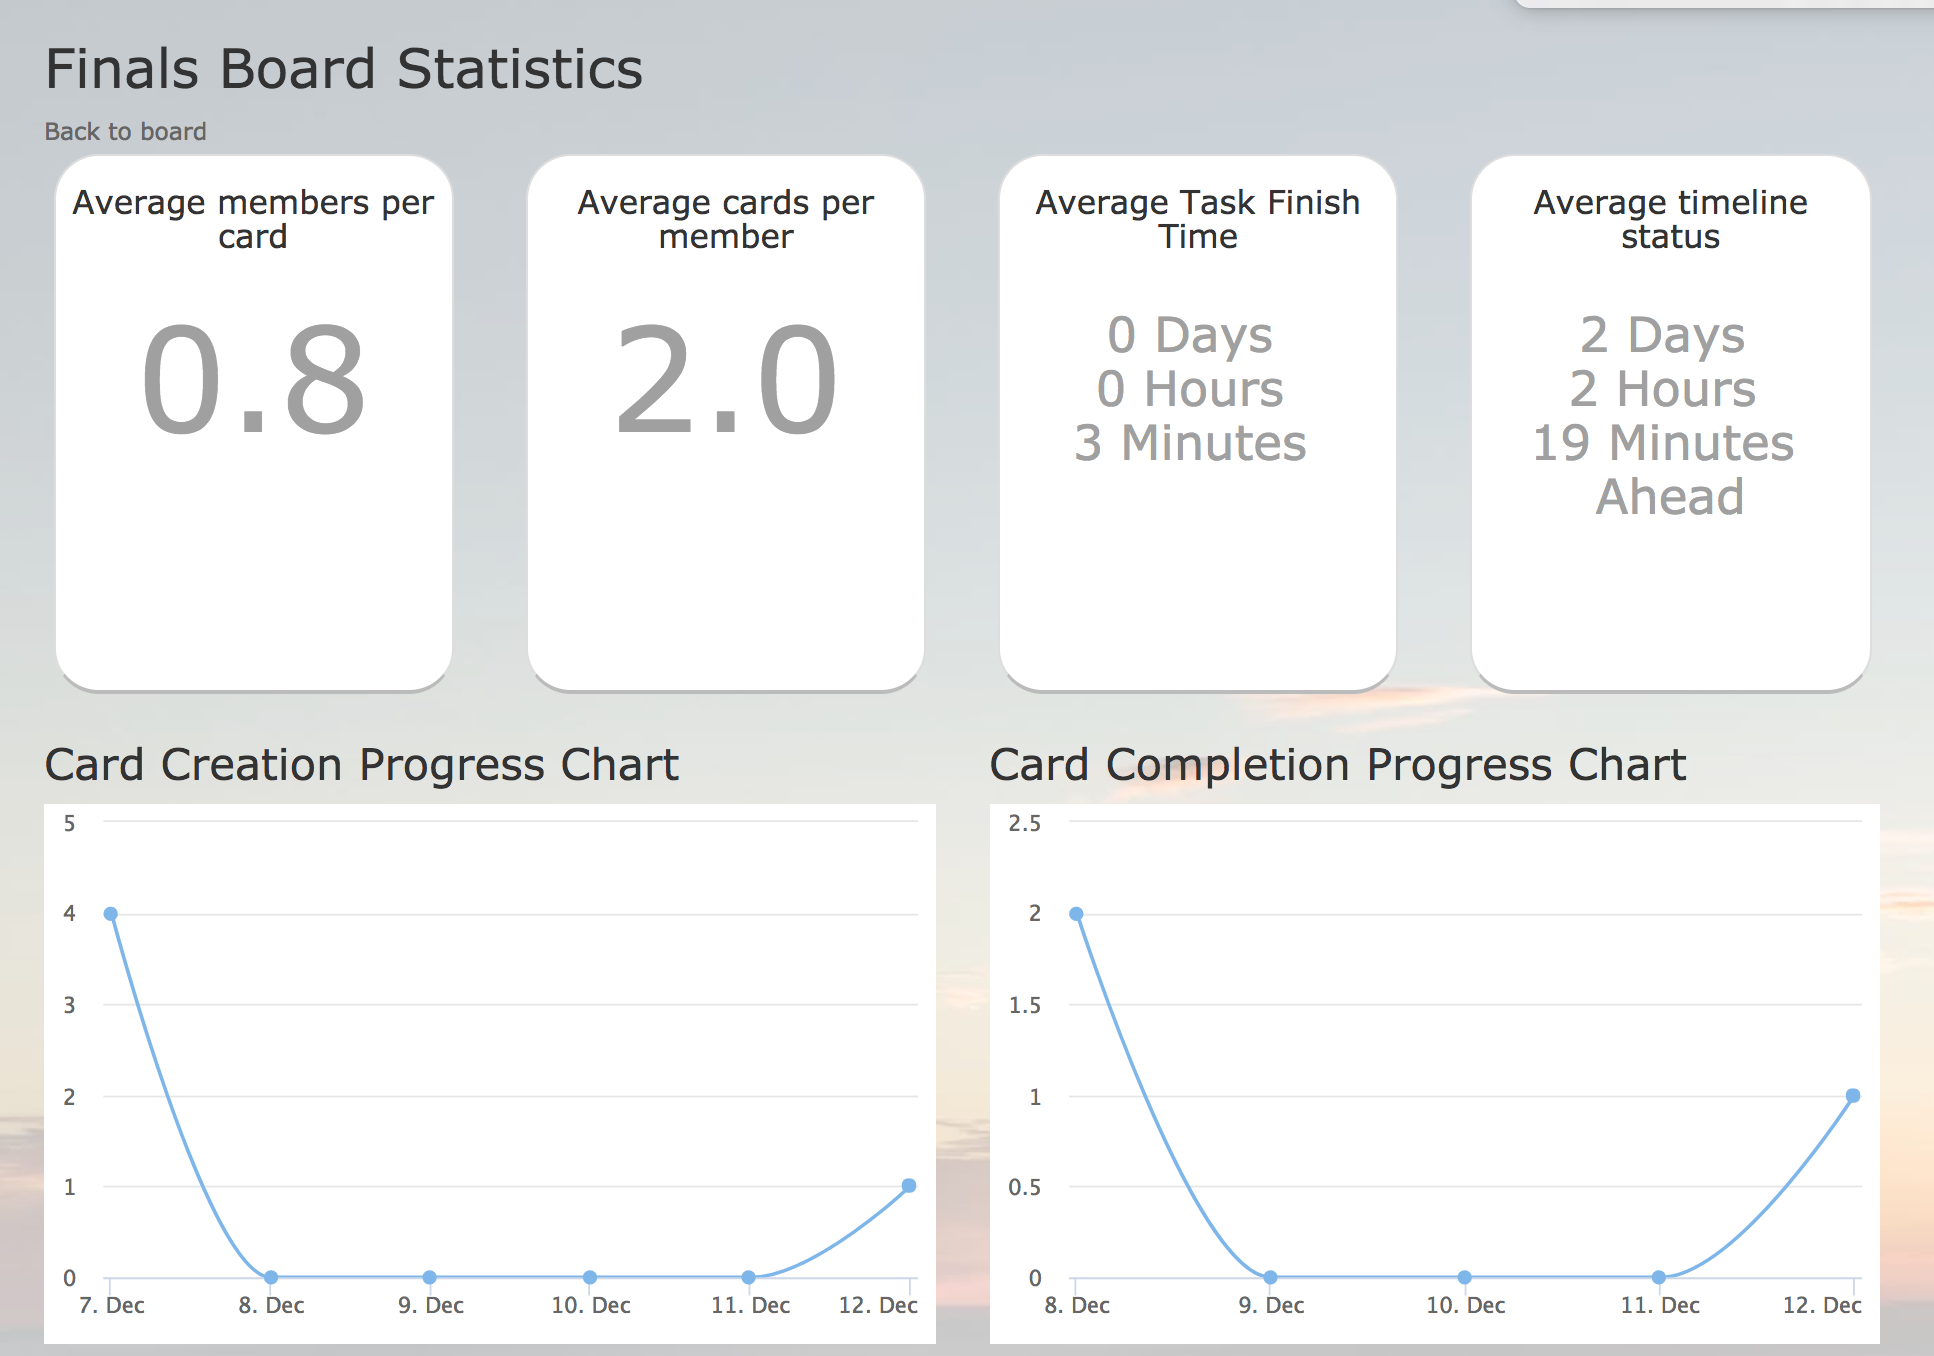 Finals Board Statistics
Back to board
Average members per
card
0.8
Average cards per
member
2.0
Average Task Finish
Time
0 Days
0 Hours
3 Minutes
Average timeline
status
2 Days
2 Hours
19 Minutes
Ahead
Card Creation Progress Chart
5
4
3
2
1
0
7. Dec
8. Dec
9. Dec
10. Dec
11. Dec
12. Dec
Card Completion Progress Chart
2.5
2
1.5
1
0.5
0
8. Dec
9. Dec
10. Dec
11. Dec
12. Dec